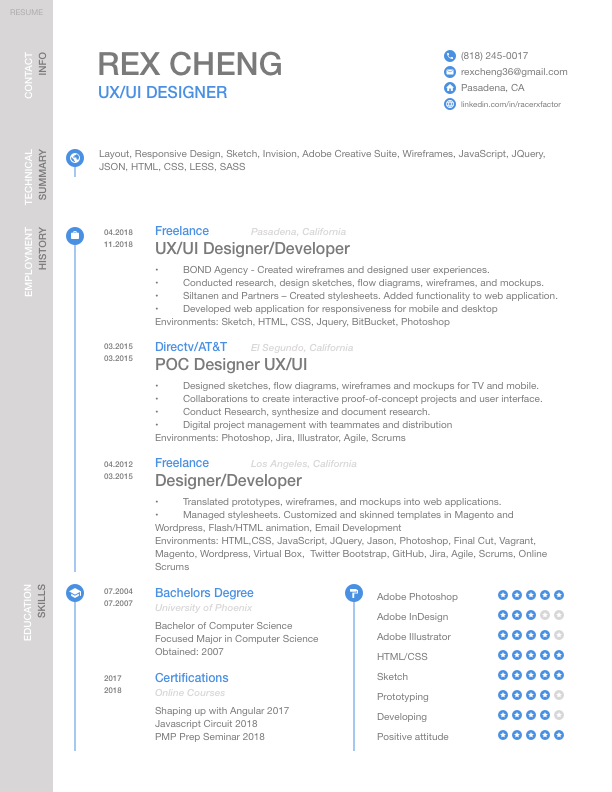 RESUME
CONTACT
INFO
REX CHENG
UX/UI DESIGNER
(818) 245-0017
rexcheng36@gmail.com
Pasadena, CA
linkedin.com/in/racerxfactor
TECHNICAL
SUMMARY
Layout, Responsive Design, Sketch, Invision, Adobe Creative Suite, Wireframes, JavaScript, JQuery,
JSON, HTML, CSS, LESS, SASS
EMPLOYMENT
HISTORY
04.2018
11.2018
Freelance Pasadena, California
UX/UI Designer/Developer
• BOND Agency - Created wireframes and designed user experiences.
• Conducted research, design sketches, flow diagrams, wireframes, and mockups.
• Siltanen and Partners – Created stylesheets. Added functionality to web application.
• Developed web application for responsiveness for mobile and desktop
Environments: Sketch, HTML, CSS, Jquery, BitBucket, Photoshop
03.2015
03.2015
Directv/AT&T El Segundo, California
POC Designer UX/UI
• Designed sketches, flow diagrams, wireframes and mockups for TV and mobile.
• Collaborations to create interactive proof-of-concept projects and user interface.
• Conduct Research, synthesize and document research.
• Digital project management with teammates and distribution
Environments: Photoshop, Jira, Illustrator, Agile, Scrums
04.2012
03.2015
Freelance Los Angeles, California
Designer/Developer
• Translated prototypes, wireframes, and mockups into web applications.
• Managed stylesheets. Customized and skinned templates in Magento and
Wordpress, Flash/HTML animation, Email Development
Environments: HTML,CSS, JavaScript, JQuery, Jason, Photoshop, Final Cut, Vagrant,
Magento, Wordpress, Virtual Box, Twitter Bootstrap, GitHub, Jira, Agile, Scrums, Online
Scrums
EDUCATION
SKILLS
07.2004
07.2007
Bachelors Degree
University of Phoenix
Bachelor of Computer Science
Focused Major in Computer Science
Obtained: 2007
2017
2018
Certifications
Online Courses
Shaping up with Angular 2017
Javascript Circuit 2018
PMP Prep Seminar 2018
Adobe Photoshop
Adobe InDesign
Adobe Illustrator
HTML/CSS
Sketch
Prototyping
Developing
Positive attitude